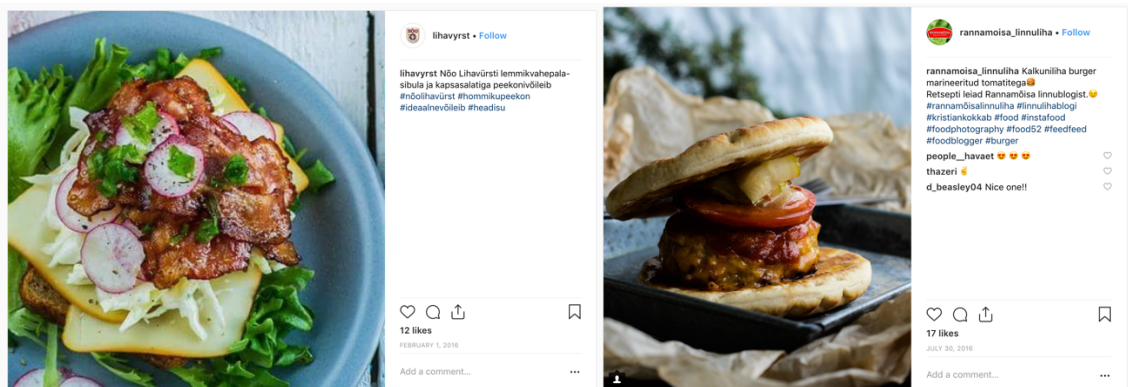 lihavyrst • Follow
lihavyrst Nõo Lihavürsti lemmikvahepala-
sibula ja kapsasalatiga peekonivõileib
#nõolihavürst #hommikupeekon
#ideaalnevõileib #headisu
12 likes
FEBRUARY 1, 2016
Add a comment...
rannamoisa_linnuliha • Follow
rannamoisa_linnuliha Kalkuniliha burger
marineeritud tomatitega🍔
Retsepti leiad Rannamõisa linnublogist.😉
#rannamõisalinnuliha #linnulihablogi
#kristiankokkab #food #instafood
#foodphotography #food52 #feedfeed
#foodblogger #burger
people__havaet 😍 😍 😍
thazeri ☝
d_beasley04 Nice one!!
17 likes
JULY 30, 2016
Add a comment...